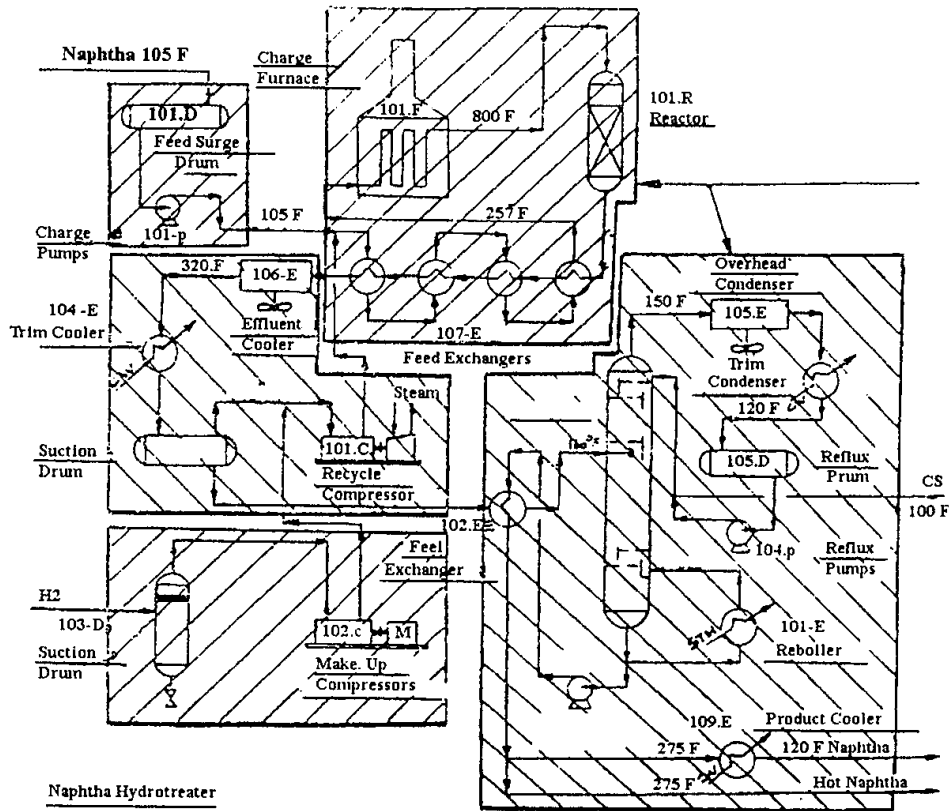 Naphtha 105 F
Charge
Furnace
101.D
101.F
800 F
101.R
Reactor
Feed Surge
Drum
101-p
105 F
257 F
Charge
Pumps
320.F
106-E
104-E
Trim Cooler
Effluent
Cooler
107-E
Feed Exchangers
Overhead
Condenser
150 F
105.E
Trim
Condenser
120 F
Steam
101.C
Recycle
Compressor
Suction
Drum
105.D
Reflux
Prum
CS
100 F
102.E
104.p
Feel
Exchanger
Reflux
Pumps
H2
103-D
Suction
Drum
102.c
M
Make. Up
Compressors
STW
101-E
Reboller
109.E
Product Cooler
275 F
120 F Naphtha
275 F
Hot Naphtha
Naphtha Hydrotreater